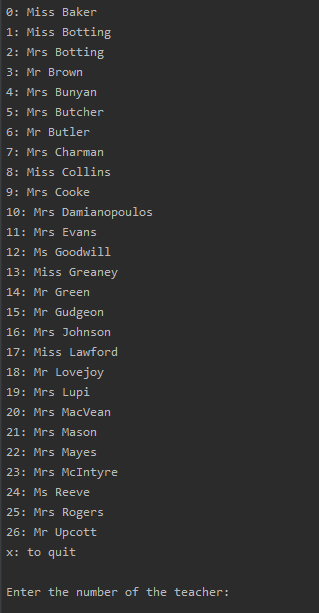 0: Miss Baker
1: Miss Botting
2: Mrs Botting
3: Mr Brown
4: Mrs Bunyan
5: Mrs Butcher
6: Mr Butler
7: Mrs Charman
8: Miss Collins
9: Mrs Cooke
10: Mrs Damianopoulos
11: Mrs Evans
12: Ms Goodwill
13: Miss Greaney
14: Mr Green
15: Mr Gudgeon
16: Mrs Johnson
17: Miss Lawford
18: Mr Lovejoy
19: Mrs Lupi
20: Mrs MacVean
21: Mrs Mason
22: Mrs Mayes
23: Mrs McIntyre
24: Ms Reeve
25: Mrs Rogers
26: Mr Upcott
x: to quit
Enter the number of the teacher: